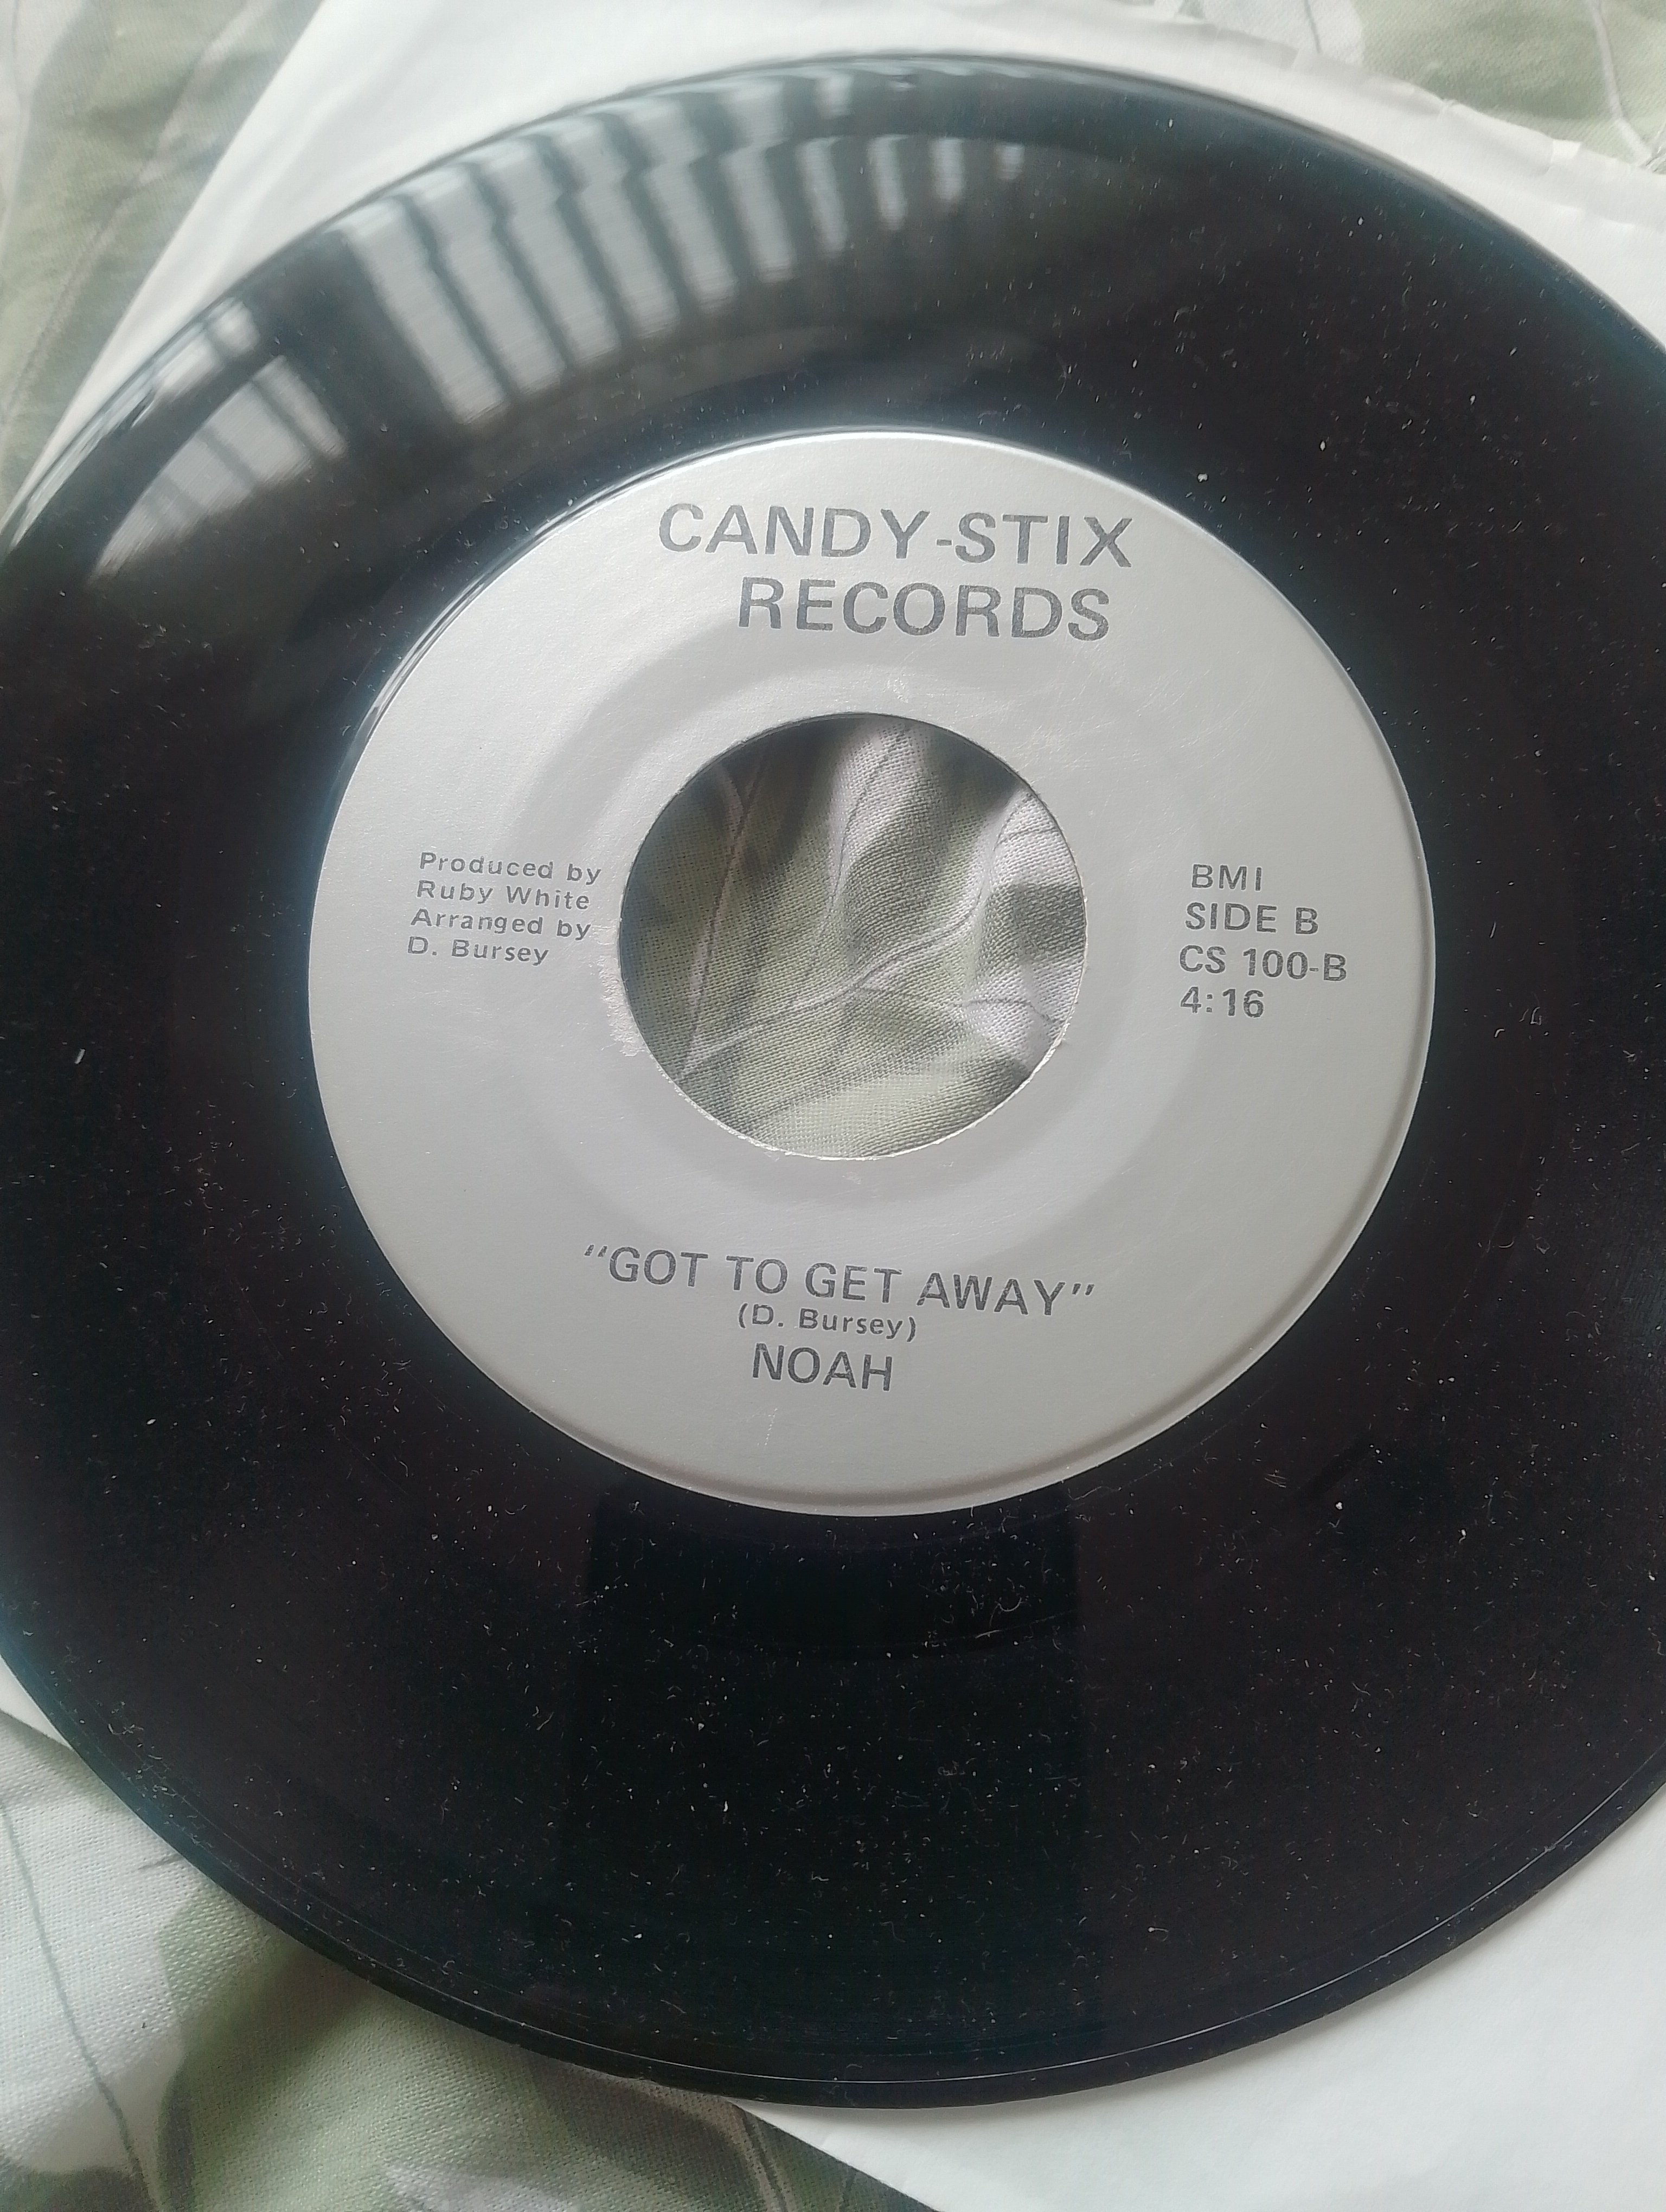 CANDY-STIX
RECORDS
Produced by
Ruby White
Arranged by
D. Bursey
BMI
SIDE B
CS 100-B
4:16
"GOT TO GET AWAY"
(D. Bursey)
NOAH